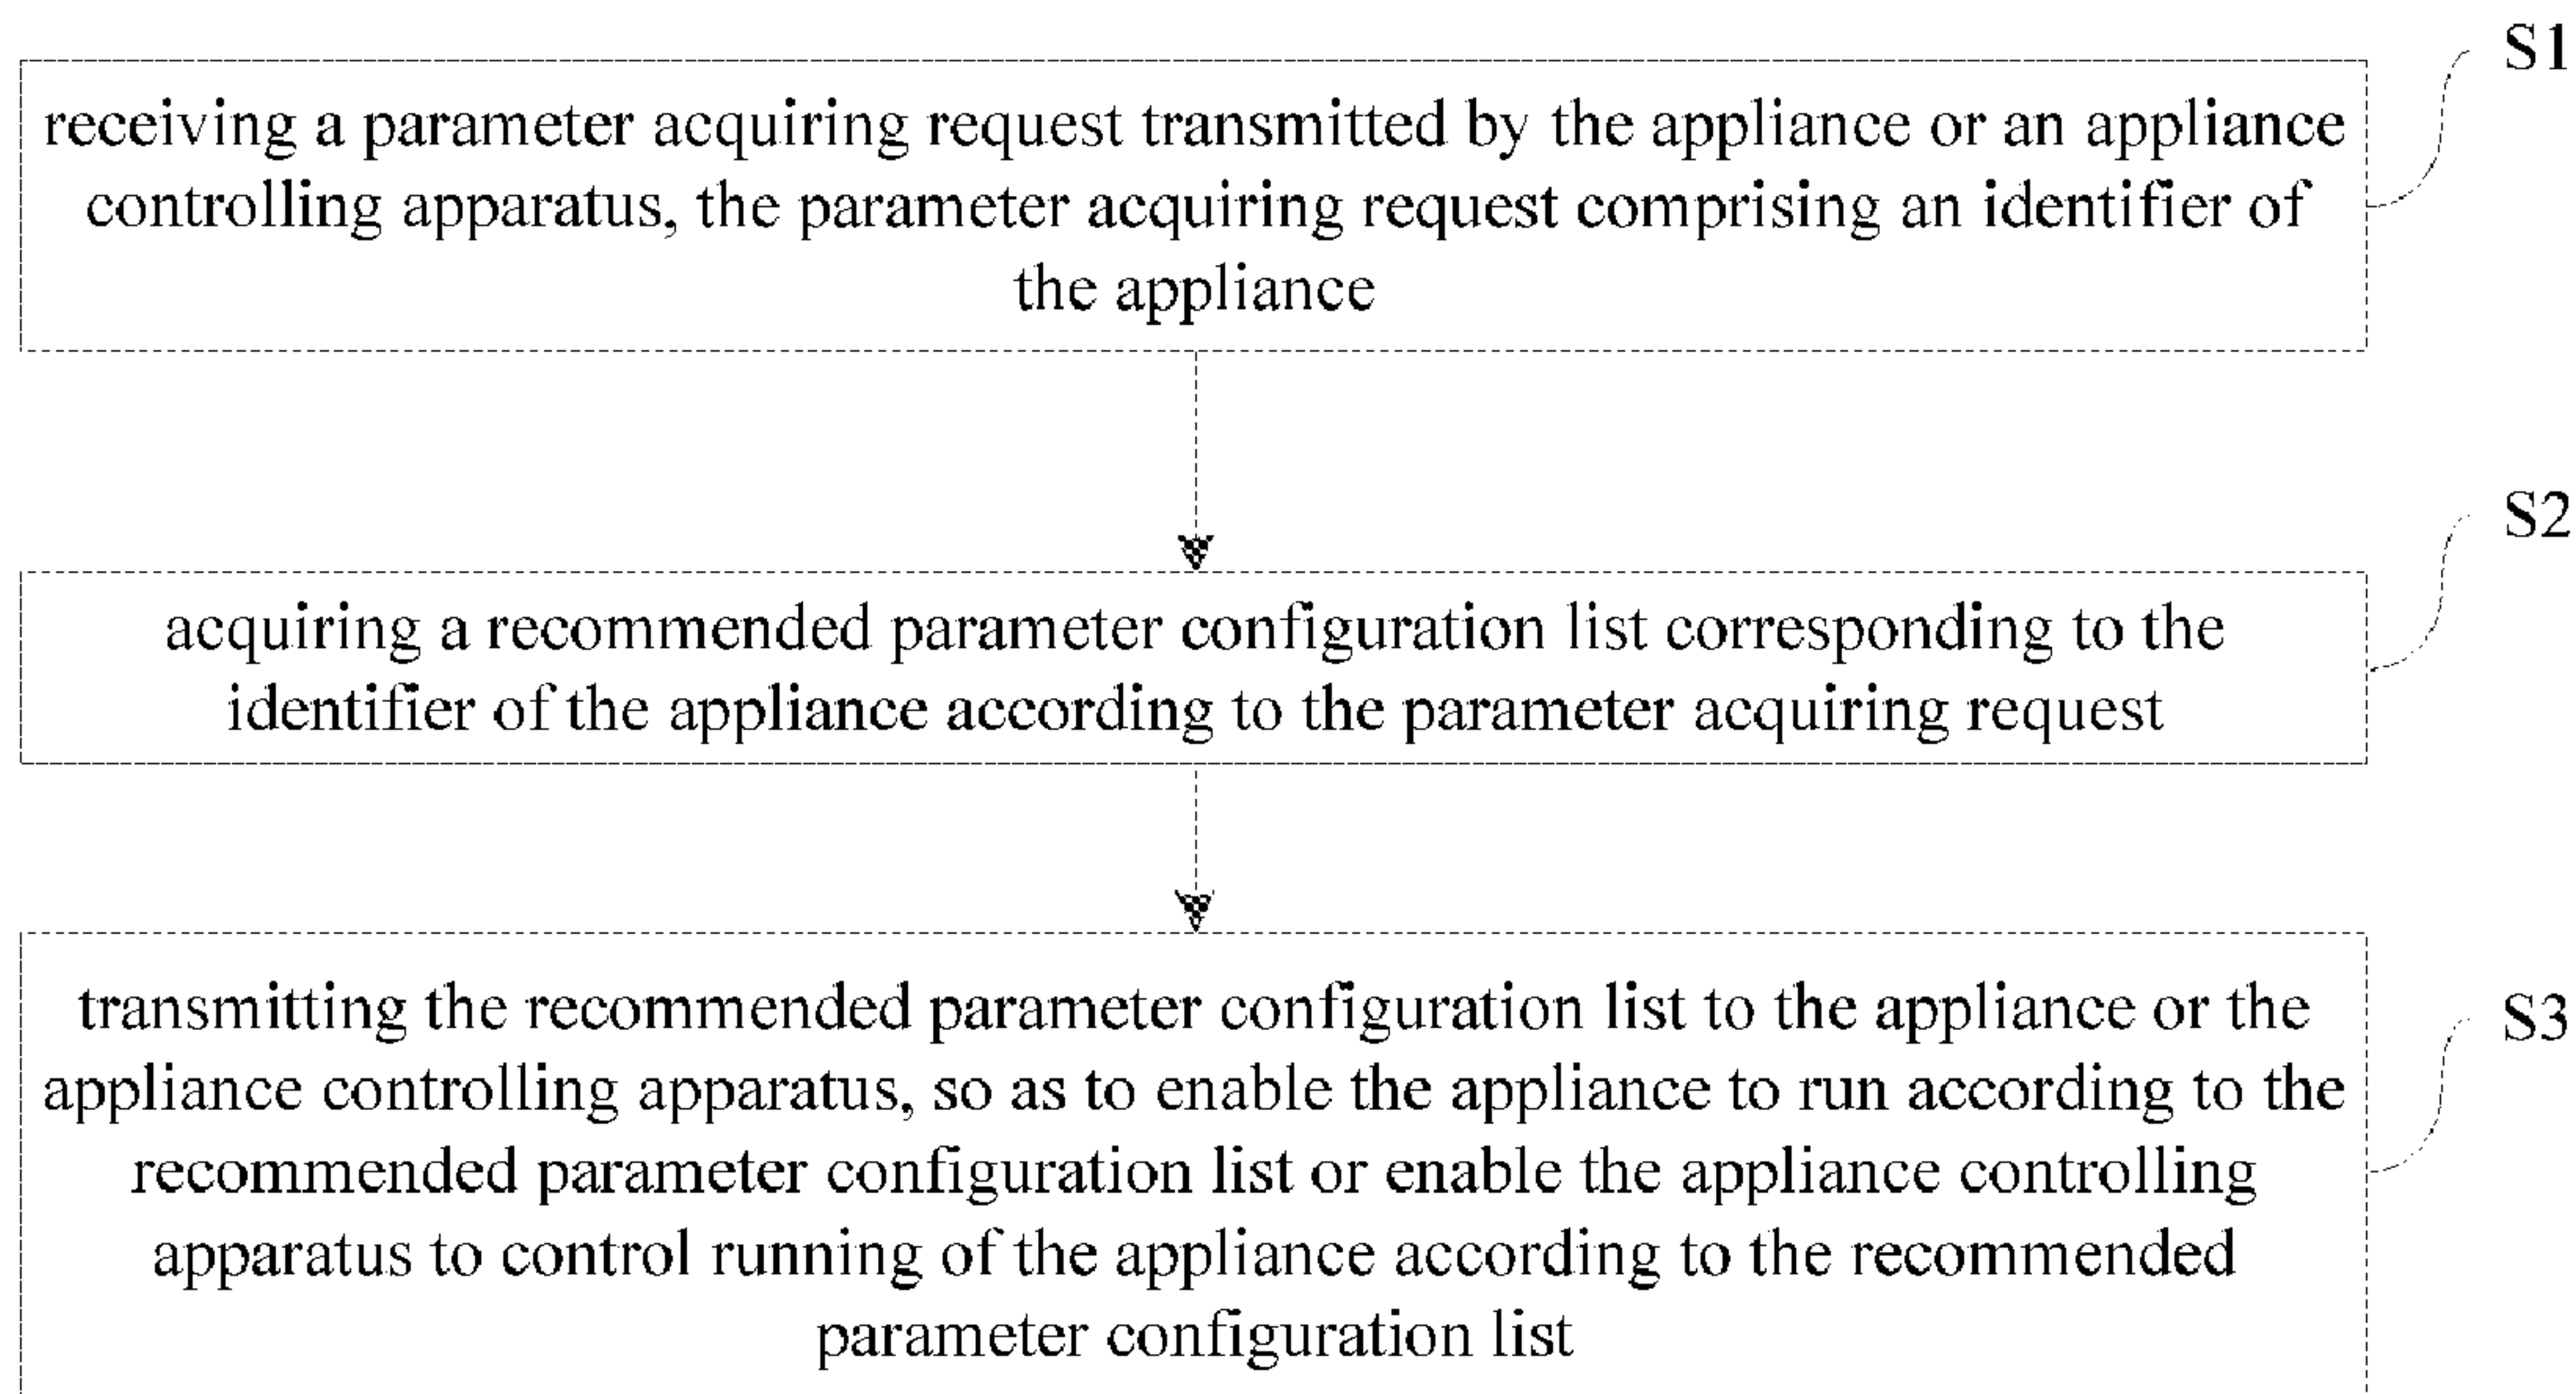 S1
receiving a parameter acquiring request transmitted by the appliance or an appliance
controlling apparatus, the parameter acquiring request comprising an identifier of
the appliance
S2
acquiring a recommended parameter configuration list corresponding to the
identifier of the appliance according to the parameter acquiring request
S3
transmitting the recommended parameter configuration list to the appliance or the
appliance controlling apparatus, so as to enable the appliance to run according to the
recommended parameter configuration list or enable the appliance controlling
apparatus to control running of the appliance according to the recommended
parameter configuration list